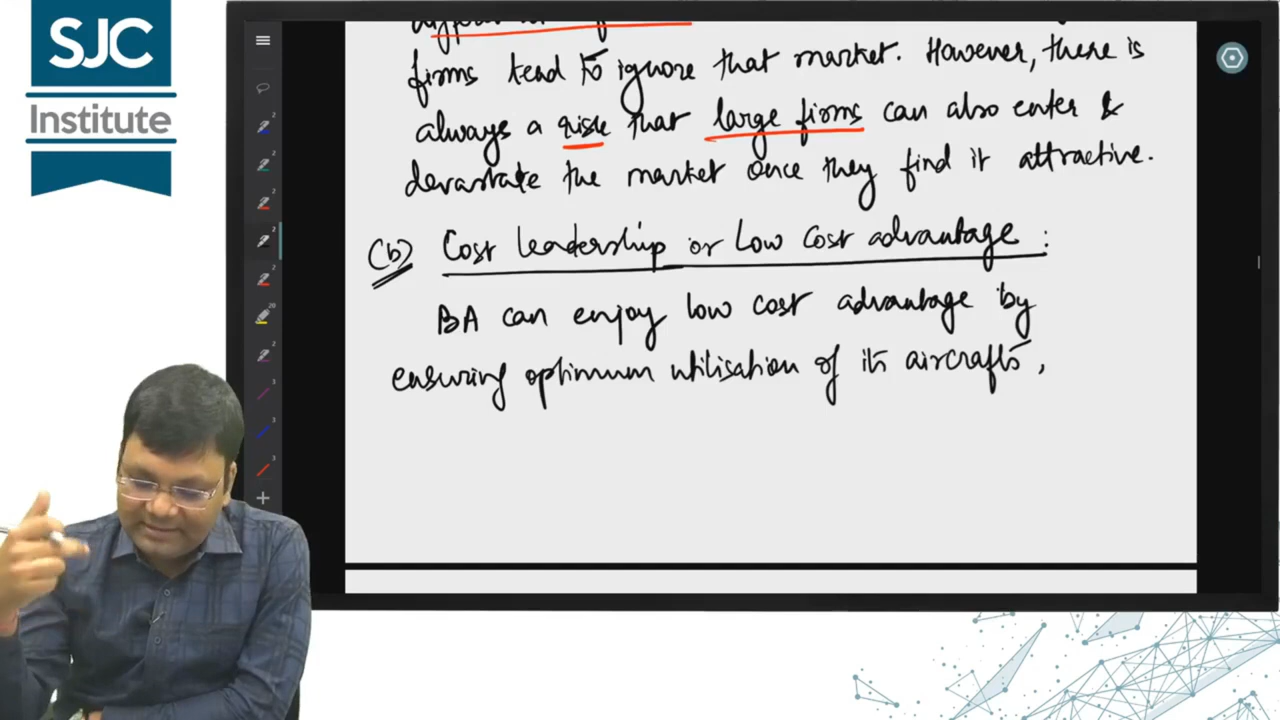 SJC
Institute
firms tend to ignore that market. However, there is
always a risk that large firms can also enter &
devastate the market once they find it attractive.
(b) Cost leadership or Low cost advantage :
BA can enjoy low cost advantage by
ensuring optimum utilisation of its aircrafts,